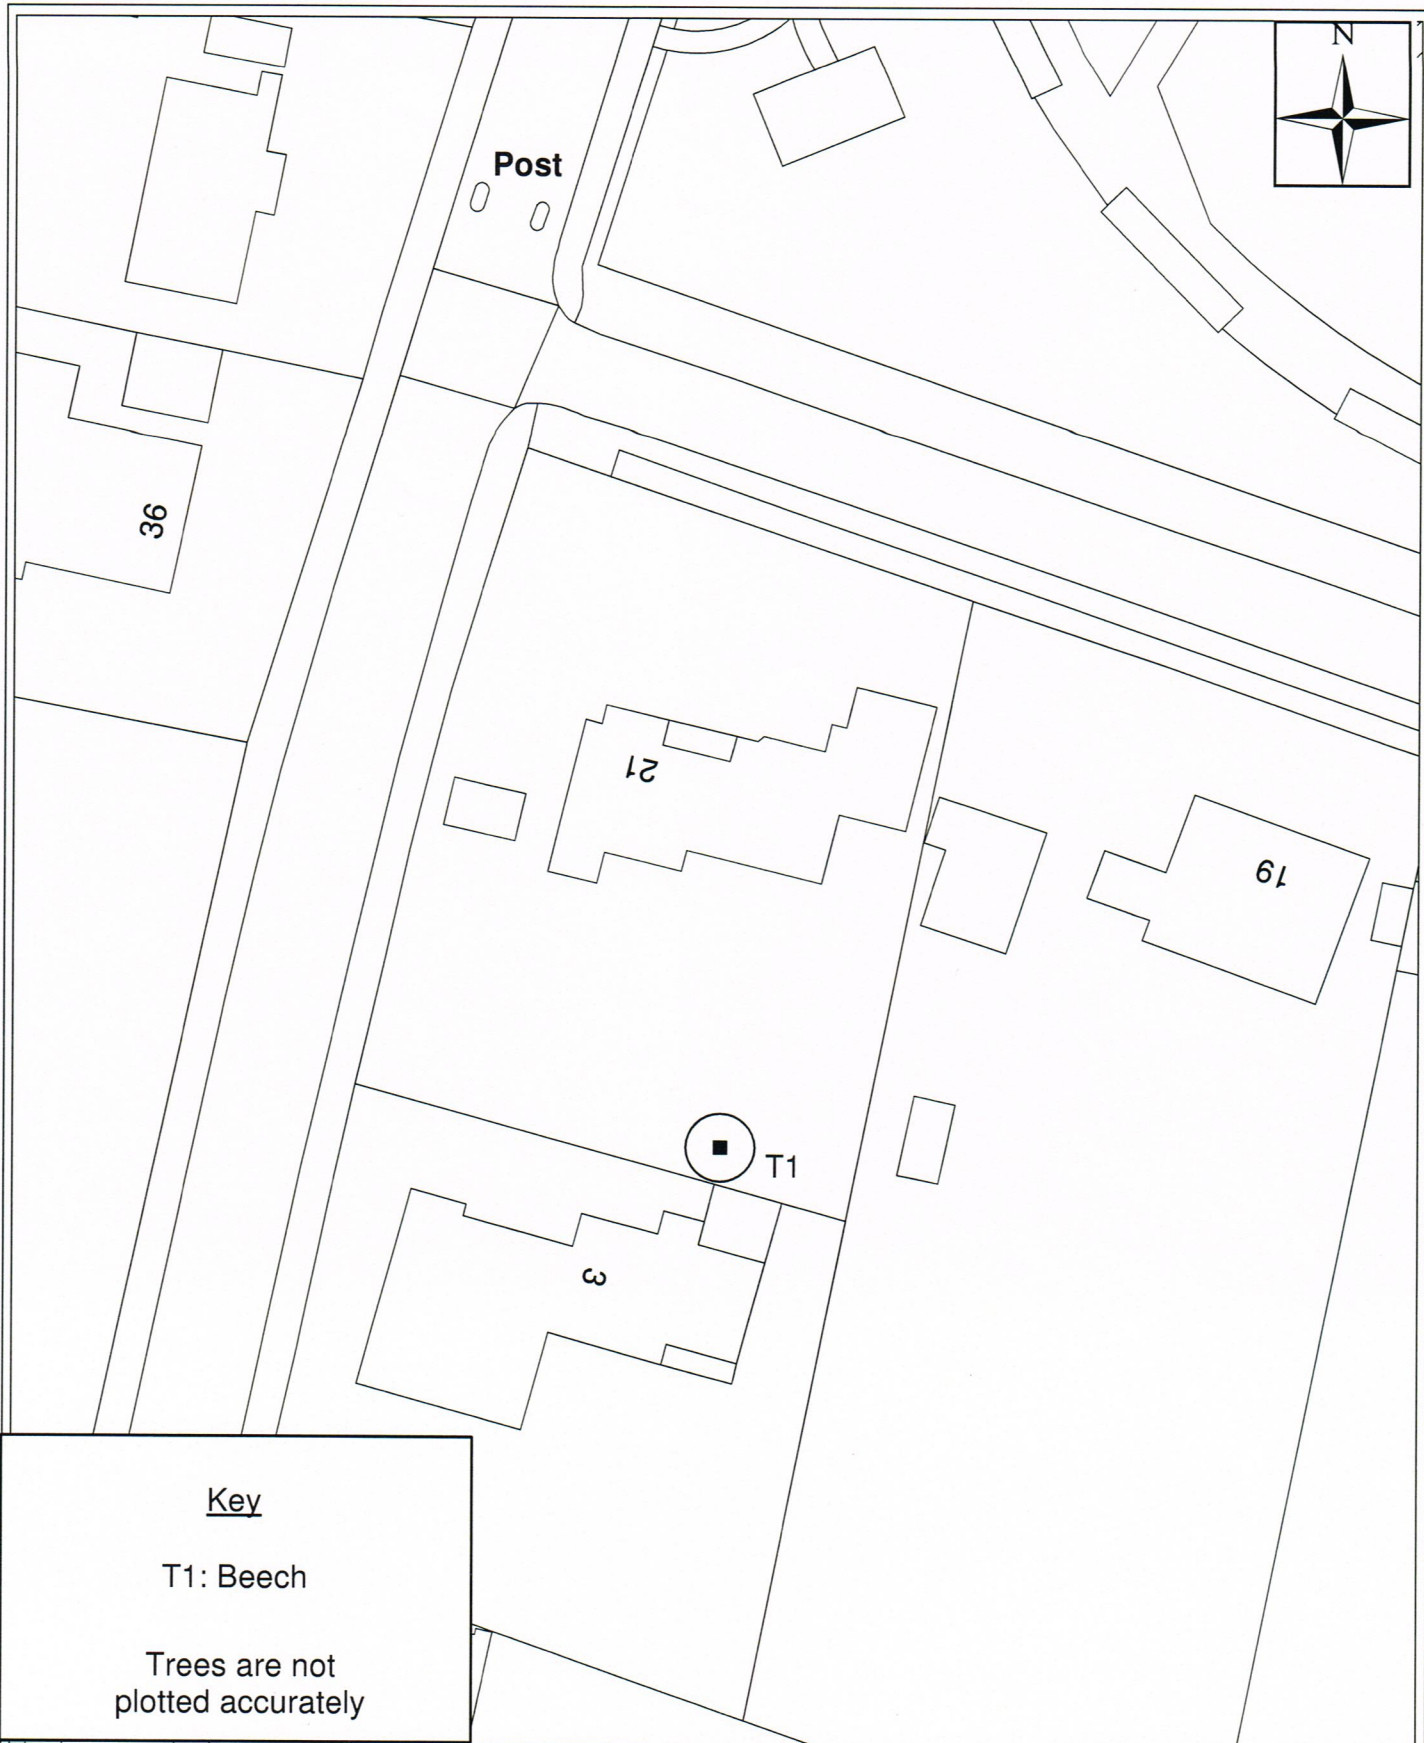 N
Post
36
21
19
T1
3
Key
T1: Beech
Trees are not
plotted accurately